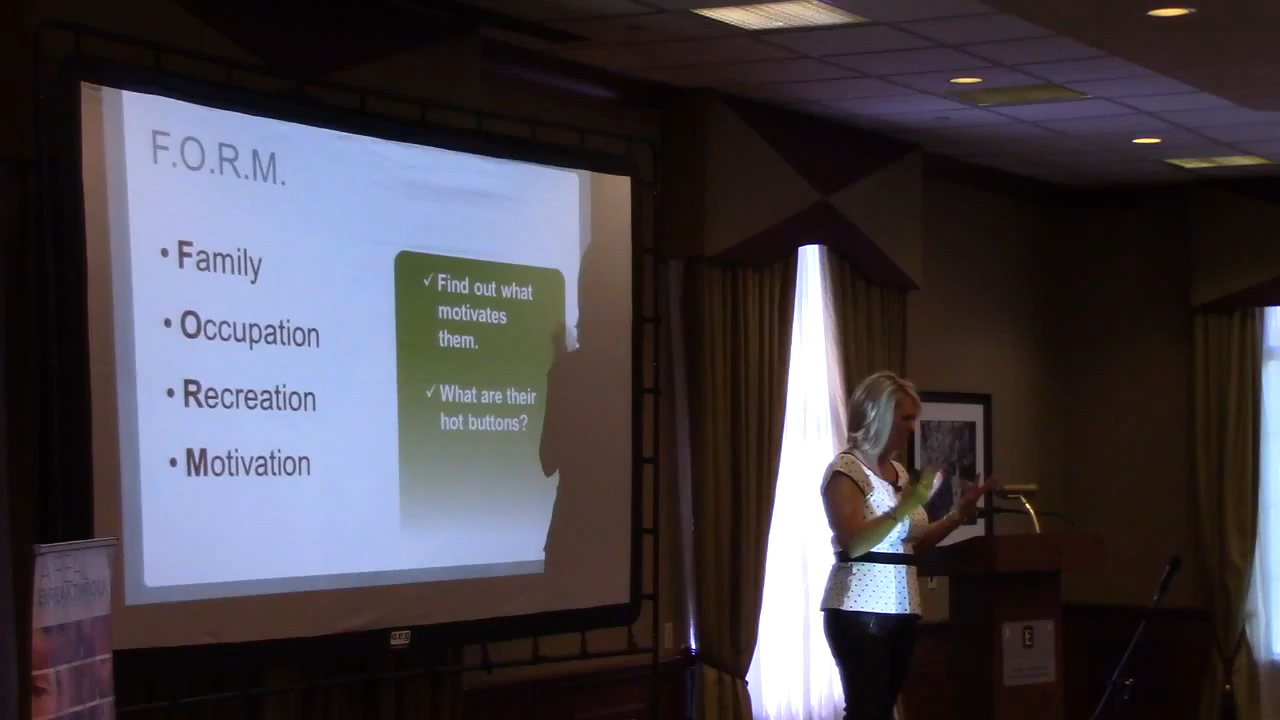 F.O.R.M.
• Family
• Occupation
• Recreation
• Motivation
✓ Find out what
motivates
them.
✓ What are their
hot buttons?
E